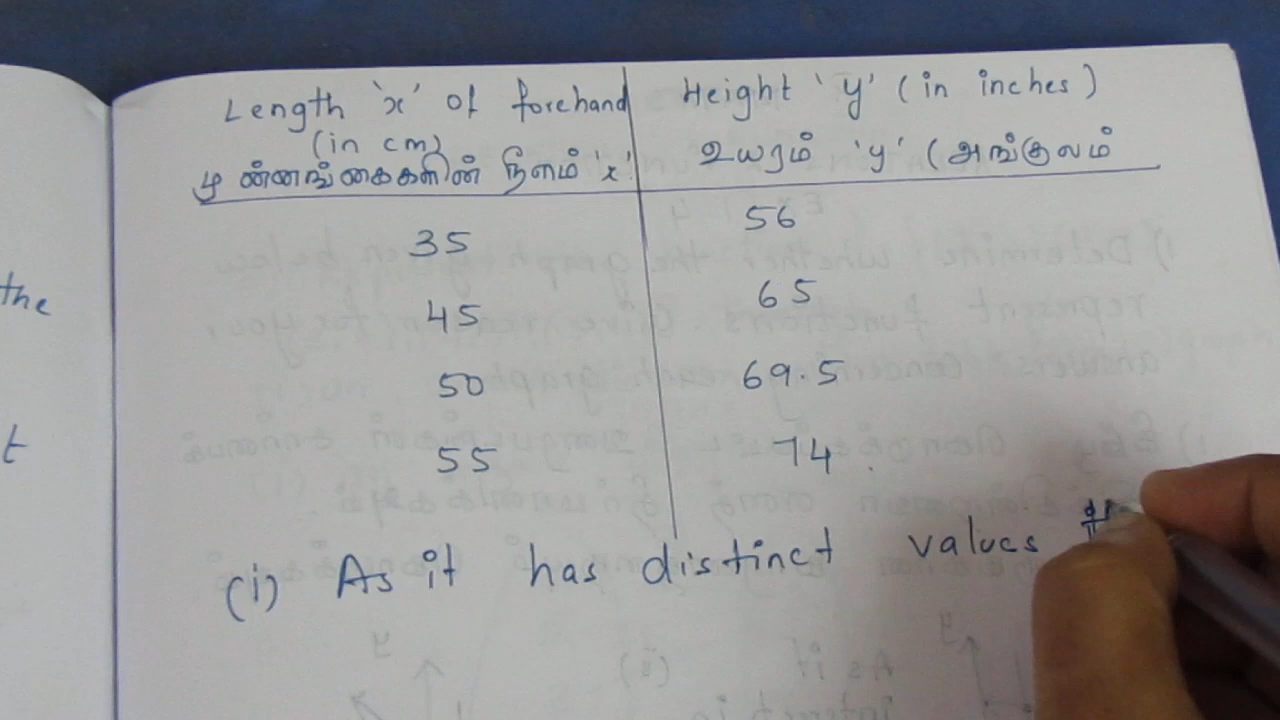 the
t
Length 'x' of forehand
(in cm)
முன்னங்கைகளின் நீளம் 'x'
Height 'y' (in inches)
உயரம் 'y' (அங்குலம்
35 56
45 65
50 69.5
55 74
(i) As it has distinct values